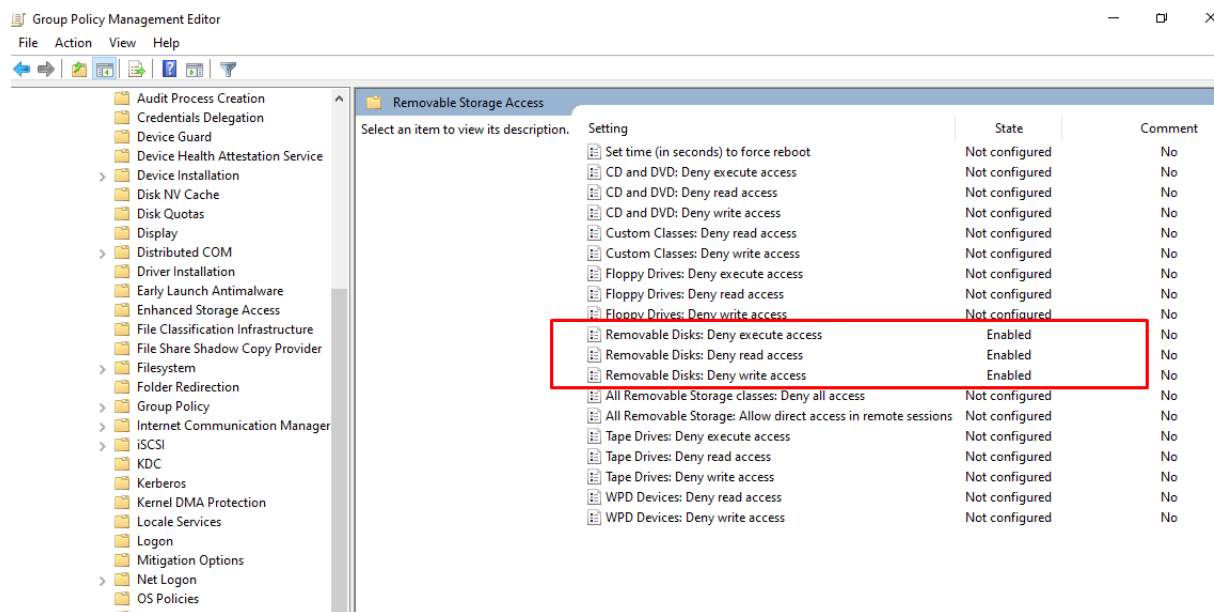 Group Policy Management Editor
File Action View Help
Audit Process Creation
Credentials Delegation
Device Guard
Device Health Attestation Service
Device Installation
Disk NV Cache
Disk Quotas
Display
Distributed COM
Driver Installation
Early Launch Antimalware
Enhanced Storage Access
File Classification Infrastructure
File Share Shadow Copy Provider
Filesystem
Folder Redirection
Group Policy
Internet Communication Manager
iSCSI
KDC
Kerberos
Kernel DMA Protection
Locale Services
Logon
Mitigation Options
Net Logon
OS Policies
Removable Storage Access
Select an item to view its description.
Setting State Comment
Set time (in seconds) to force reboot Not configured No
CD and DVD: Deny execute access Not configured No
CD and DVD: Deny read access Not configured No
CD and DVD: Deny write access Not configured No
Custom Classes: Deny read access Not configured No
Custom Classes: Deny write access Not configured No
Floppy Drives: Deny execute access Not configured No
Floppy Drives: Deny read access Not configured No
Floppy Drives: Deny write access Not configured No
Removable Disks: Deny execute access Enabled No
Removable Disks: Deny read access Enabled No
Removable Disks: Deny write access Enabled No
All Removable Storage classes: Deny all access Not configured No
All Removable Storage: Allow direct access in remote sessions Not configured No
Tape Drives: Deny execute access Not configured No
Tape Drives: Deny read access Not configured No
Tape Drives: Deny write access Not configured No
WPD Devices: Deny read access Not configured No
WPD Devices: Deny write access Not configured No